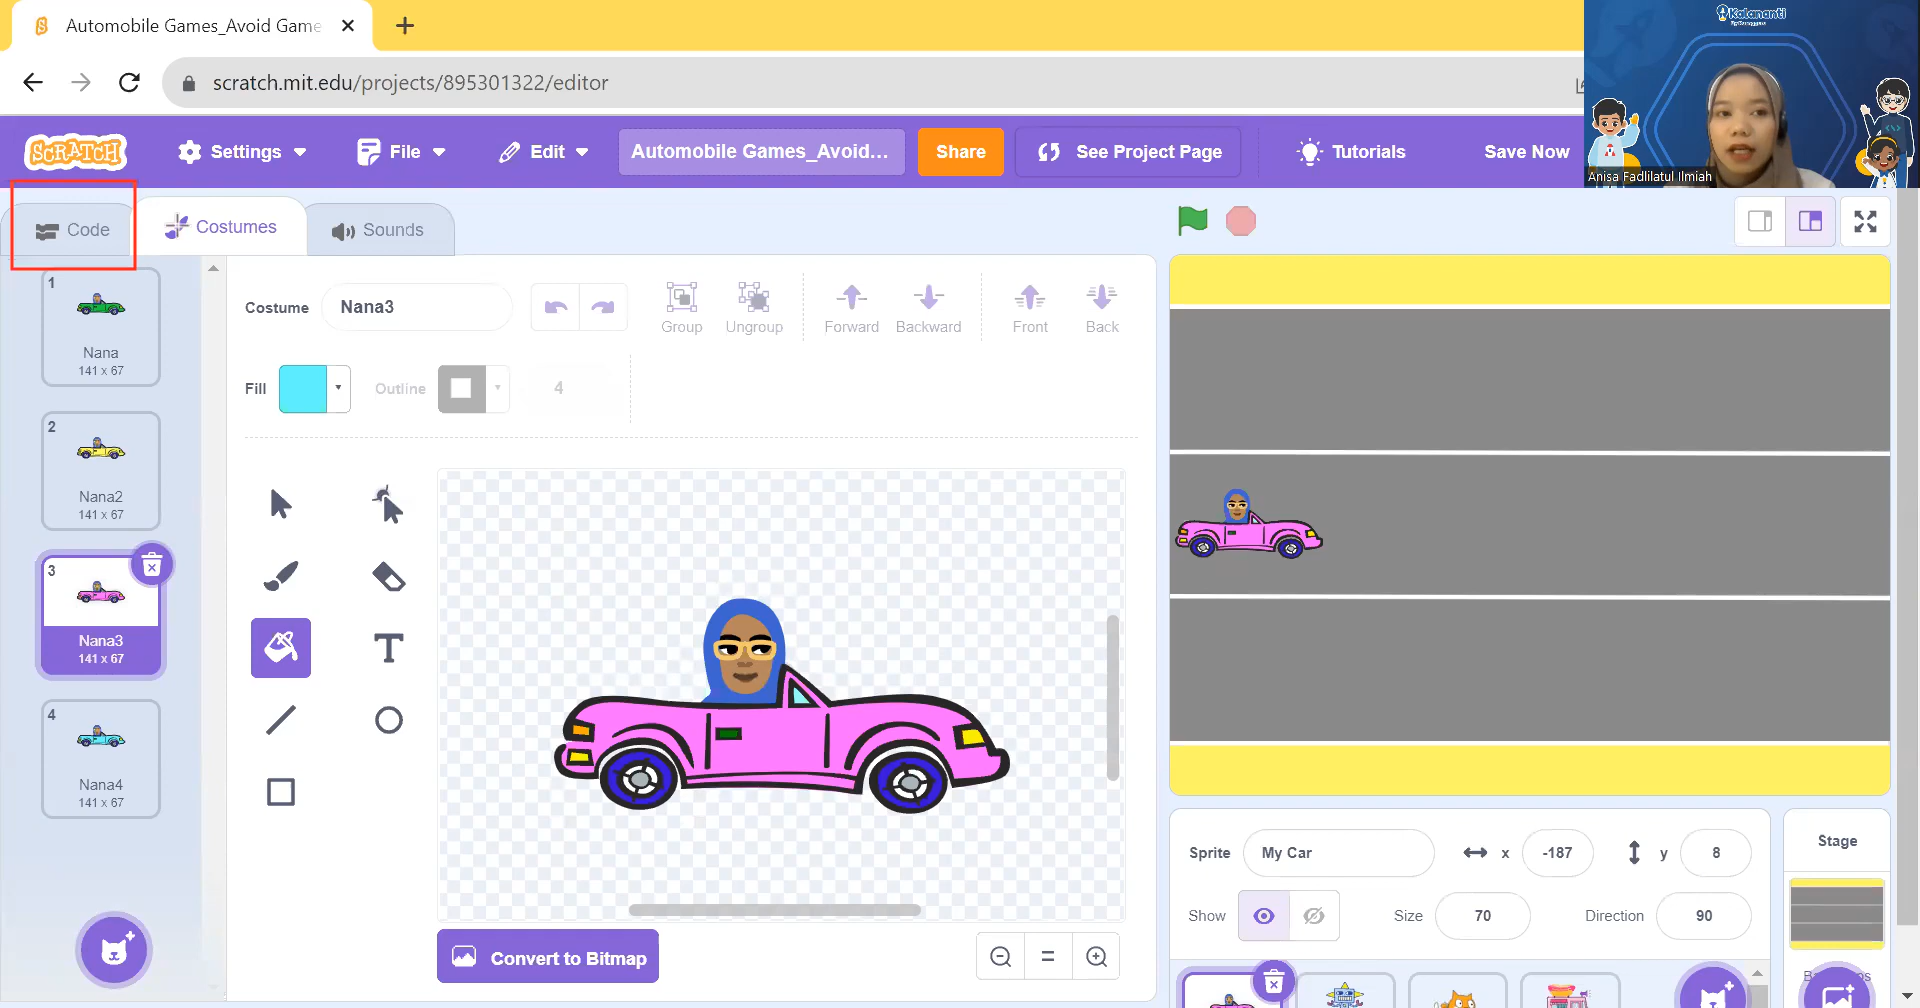 Automobile Games_Avoid Game
scratch.mit.edu/projects/895301322/editor
Kalananti
SCRATCH
Settings
File
Edit
Automobile Games_Avoid...
Share
See Project Page
Tutorials
Save Now
Anisa Fadlilatul Ilmiah
Code
Costumes
Sounds
1
Nana
141 x 67
2
Nana2
141 x 67
3
Nana3
141 x 67
4
Nana4
141 x 67
Costume
Nana3
Group
Ungroup
Forward
Backward
Front
Back
Fill
Outline
4
Convert to Bitmap
Sprite
My Car
x
-187
y
8
Show
Size
70
Direction
90
Stage